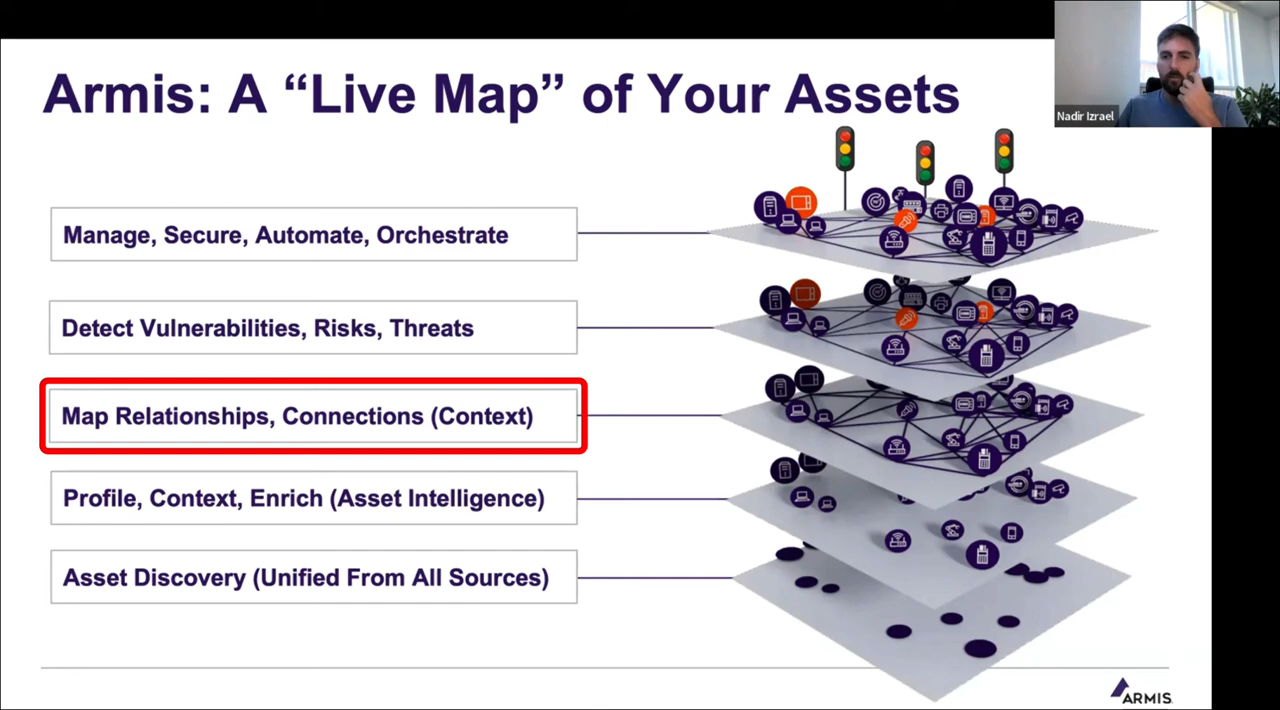 Armis: A “Live Map” of Your Assets
Nadir Izrael
Manage, Secure, Automate, Orchestrate
Detect Vulnerabilities, Risks, Threats
Map Relationships, Connections (Context)
Profile, Context, Enrich (Asset Intelligence)
Asset Discovery (Unified From All Sources)
ARMIS